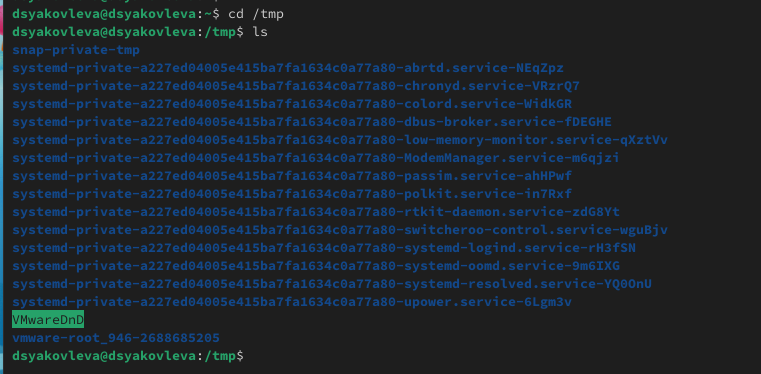 dsyakovleva@dsyakovleva:~$ cd /tmp
dsyakovleva@dsyakovleva:/tmp$ ls
snap-private-tmp
systemd-private-a227ed04005e415ba7fa1634c0a77a80-abrtd.service-NEqZpz
systemd-private-a227ed04005e415ba7fa1634c0a77a80-chronyd.service-VRzrQ7
systemd-private-a227ed04005e415ba7fa1634c0a77a80-colord.service-WidkGR
systemd-private-a227ed04005e415ba7fa1634c0a77a80-dbus-broker.service-fDEGHE
systemd-private-a227ed04005e415ba7fa1634c0a77a80-low-memory-monitor.service-qXztVv
systemd-private-a227ed04005e415ba7fa1634c0a77a80-ModemManager.service-m6qjzi
systemd-private-a227ed04005e415ba7fa1634c0a77a80-passim.service-ahHPwf
systemd-private-a227ed04005e415ba7fa1634c0a77a80-polkit.service-in7Rxf
systemd-private-a227ed04005e415ba7fa1634c0a77a80-rtkit-daemon.service-zdG8Yt
systemd-private-a227ed04005e415ba7fa1634c0a77a80-switcheroo-control.service-wguBjv
systemd-private-a227ed04005e415ba7fa1634c0a77a80-systemd-logind.service-rH3fSN
systemd-private-a227ed04005e415ba7fa1634c0a77a80-systemd-oomd.service-9m6IXG
systemd-private-a227ed04005e415ba7fa1634c0a77a80-systemd-resolved.service-YQ0OnU
systemd-private-a227ed04005e415ba7fa1634c0a77a80-upower.service-6Lgm3v
VMwareDnD
vmware-root_946-2688685205
dsyakovleva@dsyakovleva:/tmp$